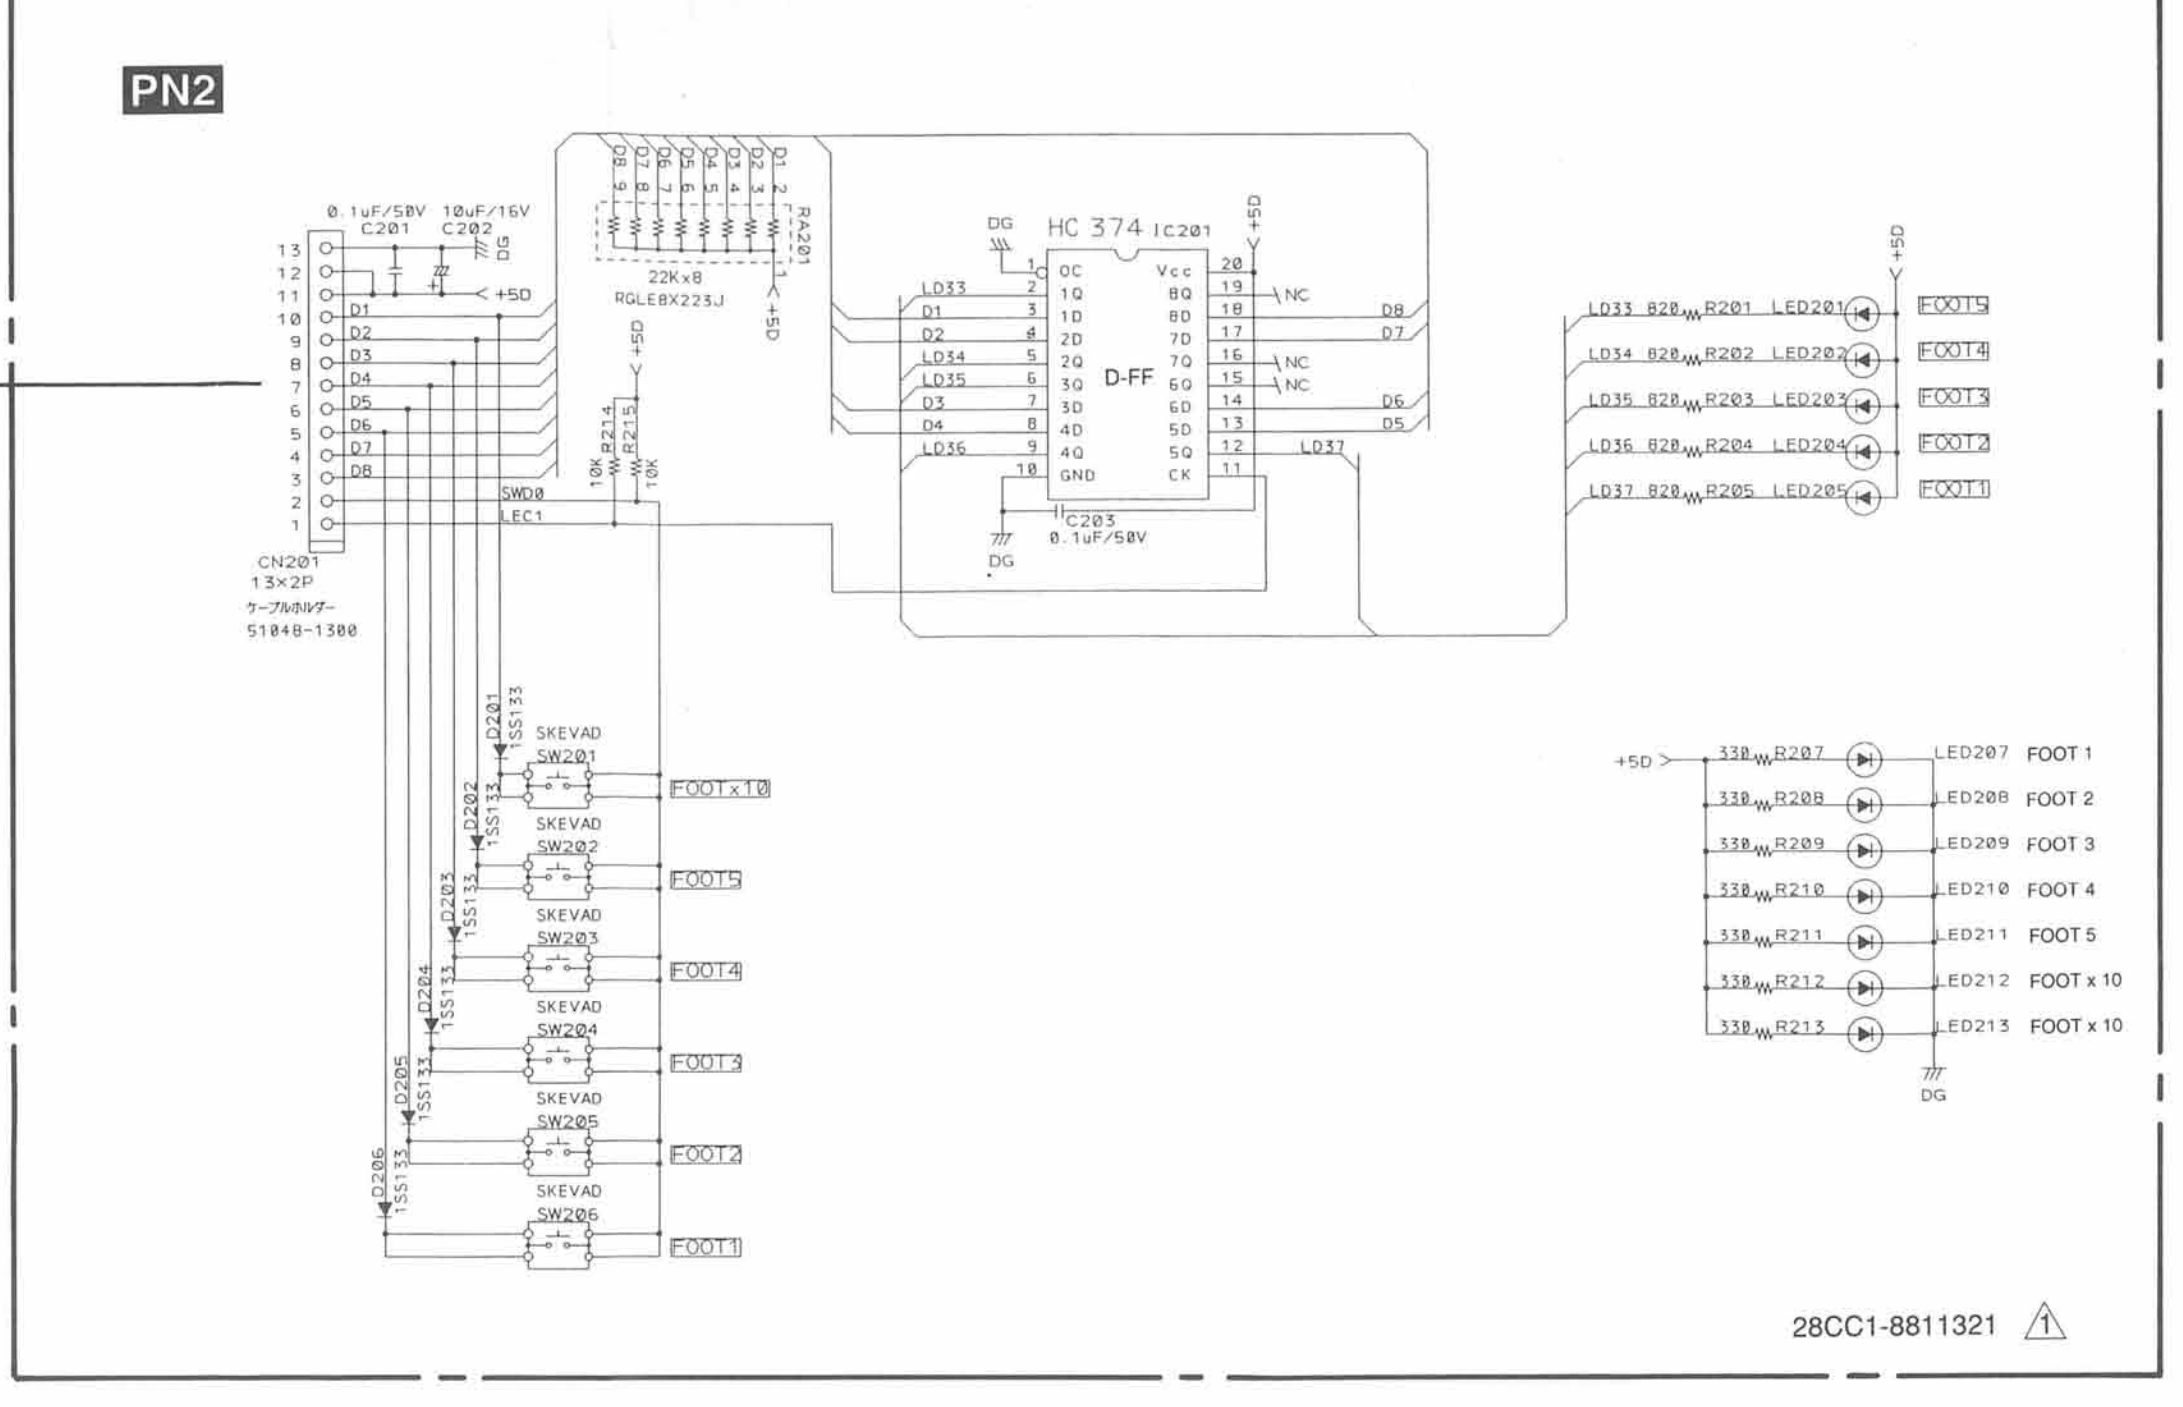 PN2
0.1uF/50V 10uF/16V
C201 C202
DG
+5D
13
12
11
10 D1
9 D2
8 D3
7 D4
6 D5
5 D6
4 D7
3 D8
2 SWD0
1 LEC1
CN201
13×2P
ケーブルホルダー
51048-1300
D8 D7 D6 D5 D4 D3 D2 D1
9 8 7 6 5 4 3 2
RA201
1
22Kx8
RGLE8X223J
+5D
+5D
R214 R215
10K 10K
DG
HC 374 IC201
+5D
1 OC Vcc 20
LD33 2 1Q 8Q 19 NC
D1 3 1D 8D 18 D8
D2 4 2D 7D 17 D7
LD34 5 2Q 7Q 16 NC
LD35 6 3Q D-FF 6Q 15 NC
D3 7 3D 6D 14 D6
D4 8 4D 5D 13 D5
LD36 9 4Q 5Q 12 LD37
10 GND CK 11
C203
0.1uF/50V
DG
+5D
LD33 820 R201 LED201 FOOT5
LD34 820 R202 LED202 FOOT4
LD35 820 R203 LED203 FOOT3
LD36 820 R204 LED204 FOOT2
LD37 820 R205 LED205 FOOT1
D201
1SS133
SKEVAD
SW201
FOOTx10
D202
1SS133
SKEVAD
SW202
FOOT5
D203
1SS133
SKEVAD
SW203
FOOT4
D204
1SS133
SKEVAD
SW204
FOOT3
D205
1SS133
SKEVAD
SW205
FOOT2
D206
1SS133
SKEVAD
SW206
FOOT1
+5D
330 R207 LED207 FOOT 1
330 R208 LED208 FOOT 2
330 R209 LED209 FOOT 3
330 R210 LED210 FOOT 4
330 R211 LED211 FOOT 5
330 R212 LED212 FOOT x 10
330 R213 LED213 FOOT x 10
DG
28CC1-8811321 1